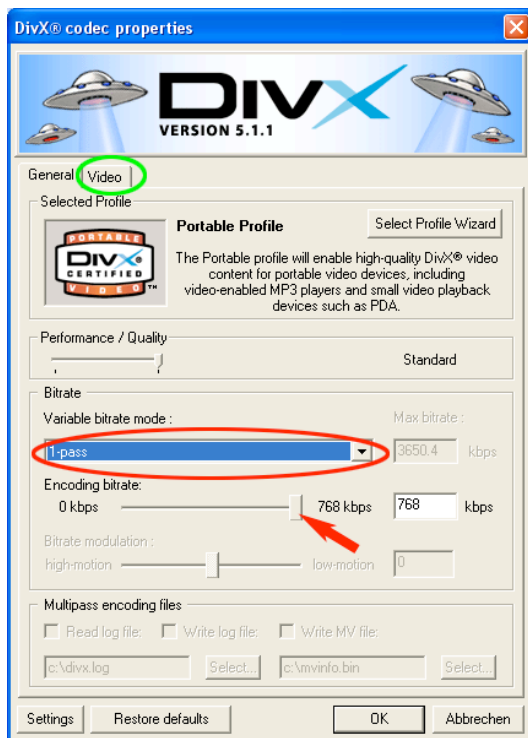 DivX® codec properties
DivX
VERSION 5.1.1
General
Video
Selected Profile
PORTABLE
DivX®
CERTIFIED
VIDEO™
Portable Profile
Select Profile Wizard
The Portable profile will enable high-quality DivX® video
content for portable video devices, including
video-enabled MP3 players and small video playback
devices such as PDA.
Performance / Quality
Standard
Bitrate
Variable bitrate mode :
Max bitrate :
1-pass
3650.4 kbps
Encoding bitrate:
0 kbps
768 kbps
768
kbps
Bitrate modulation :
high-motion
low-motion
0
Multipass encoding files
Read log file:
Write log file:
Write MV file:
c:\divx.log
Select...
c:\mvinfo.bin
Select...
Settings
Restore defaults
OK
Abbrechen